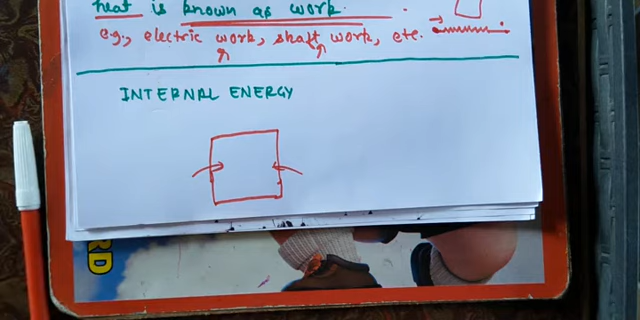 heat is known as work.
e.g., electric work, shaft work, etc.
INTERNAL ENERGY
RD